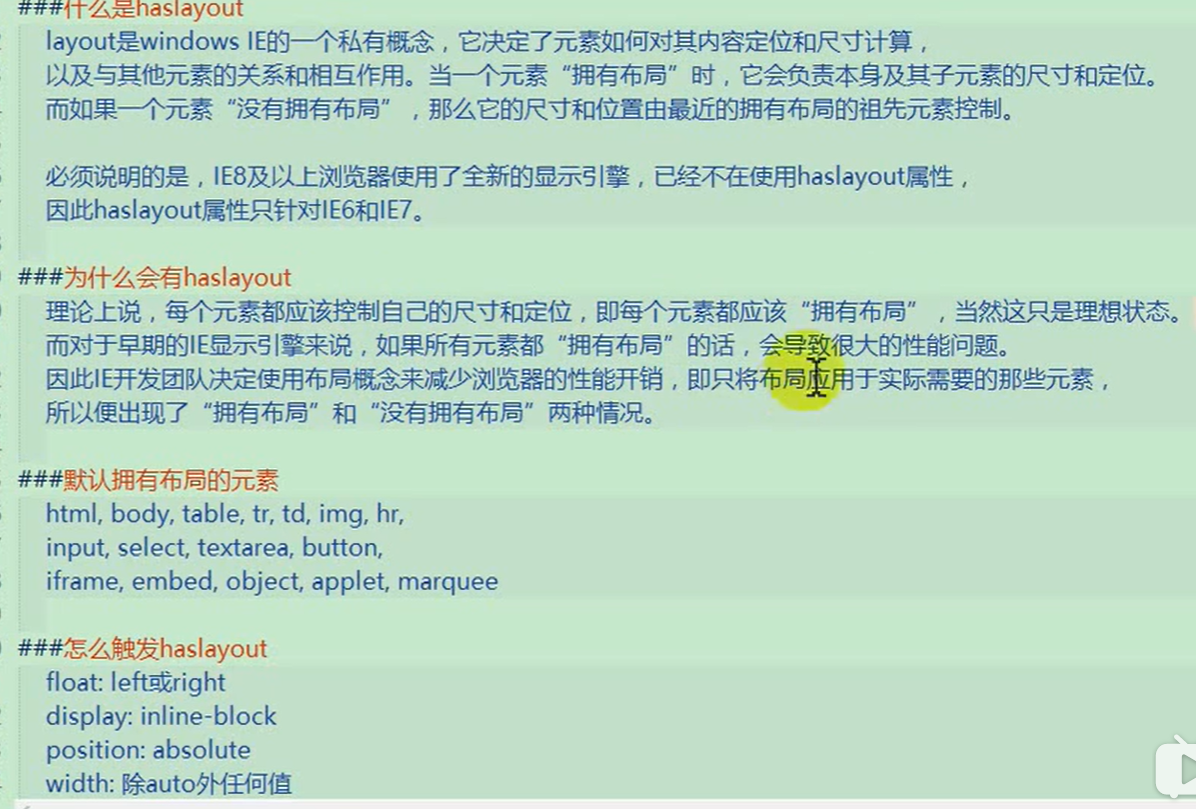 ###什么是haslayout
layout是windows IE的一个私有概念，它决定了元素如何对其内容定位和尺寸计算，
以及与其他元素的关系和相互作用。当一个元素“拥有布局”时，它会负责本身及其子元素的尺寸和定位。
而如果一个元素“没有拥有布局”，那么它的尺寸和位置由最近的拥有布局的祖先元素控制。
必须说明的是，IE8及以上浏览器使用了全新的显示引擎，已经不在使用haslayout属性，
因此haslayout属性只针对IE6和IE7。
###为什么会有haslayout
理论上说，每个元素都应该控制自己的尺寸和定位，即每个元素都应该“拥有布局”，当然这只是理想状态。
而对于早期的IE显示引擎来说，如果所有元素都“拥有布局”的话，会导致很大的性能问题。
因此IE开发团队决定使用布局概念来减少浏览器的性能开销，即只将布局应用于实际需要的那些元素，
所以便出现了“拥有布局”和“没有拥有布局”两种情况。
###默认拥有布局的元素
html, body, table, tr, td, img, hr,
input, select, textarea, button,
iframe, embed, object, applet, marquee
###怎么触发haslayout
float: left或right
display: inline-block
position: absolute
width: 除auto外任何值